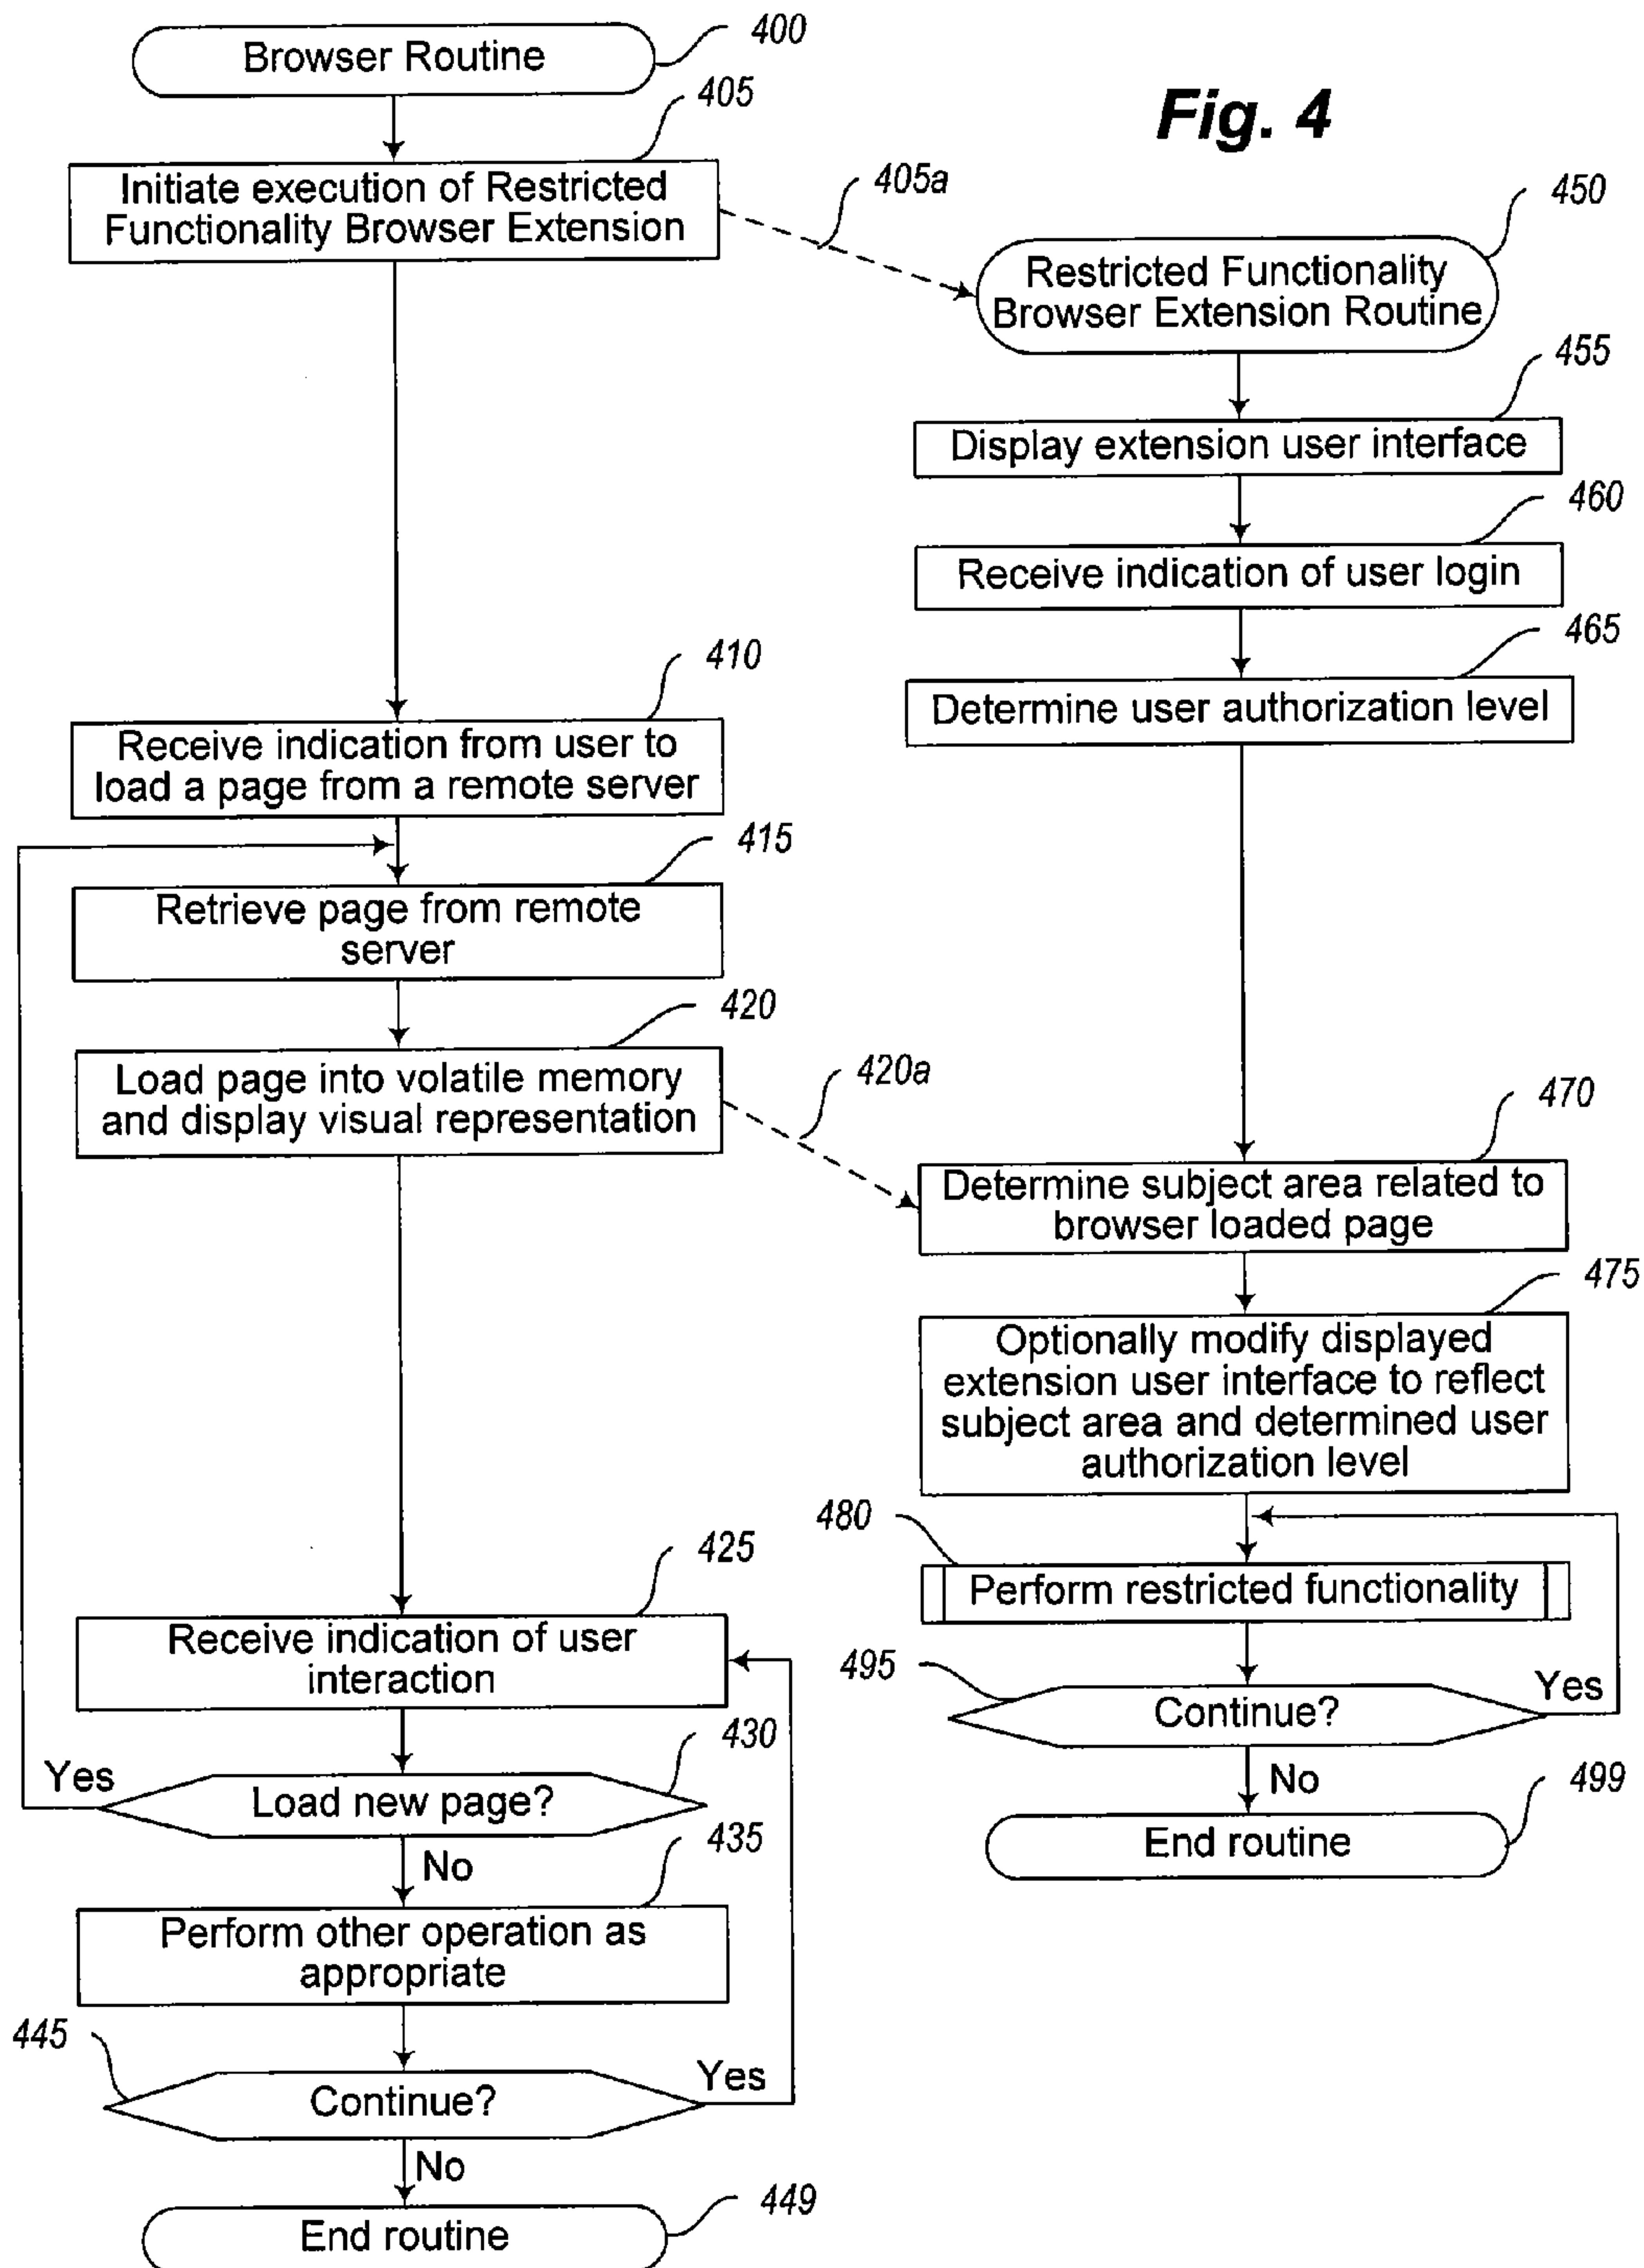 400
Browser Routine
405
Fig. 4
Initiate execution of Restricted
Functionality Browser Extension
405a
450
Restricted Functionality
Browser Extension Routine
455
Display extension user interface
460
Receive indication of user login
465
Determine user authorization level
410
Receive indication from user to
load a page from a remote server
415
Retrieve page from remote
server
420
Load page into volatile memory
and display visual representation
420a
470
Determine subject area related to
browser loaded page
475
Optionally modify displayed
extension user interface to reflect
subject area and determined user
authorization level
480
Perform restricted functionality
495
Continue?
Yes
No
499
End routine
425
Receive indication of user
interaction
430
Load new page?
Yes
No
435
Perform other operation as
appropriate
445
Continue?
Yes
No
449
End routine